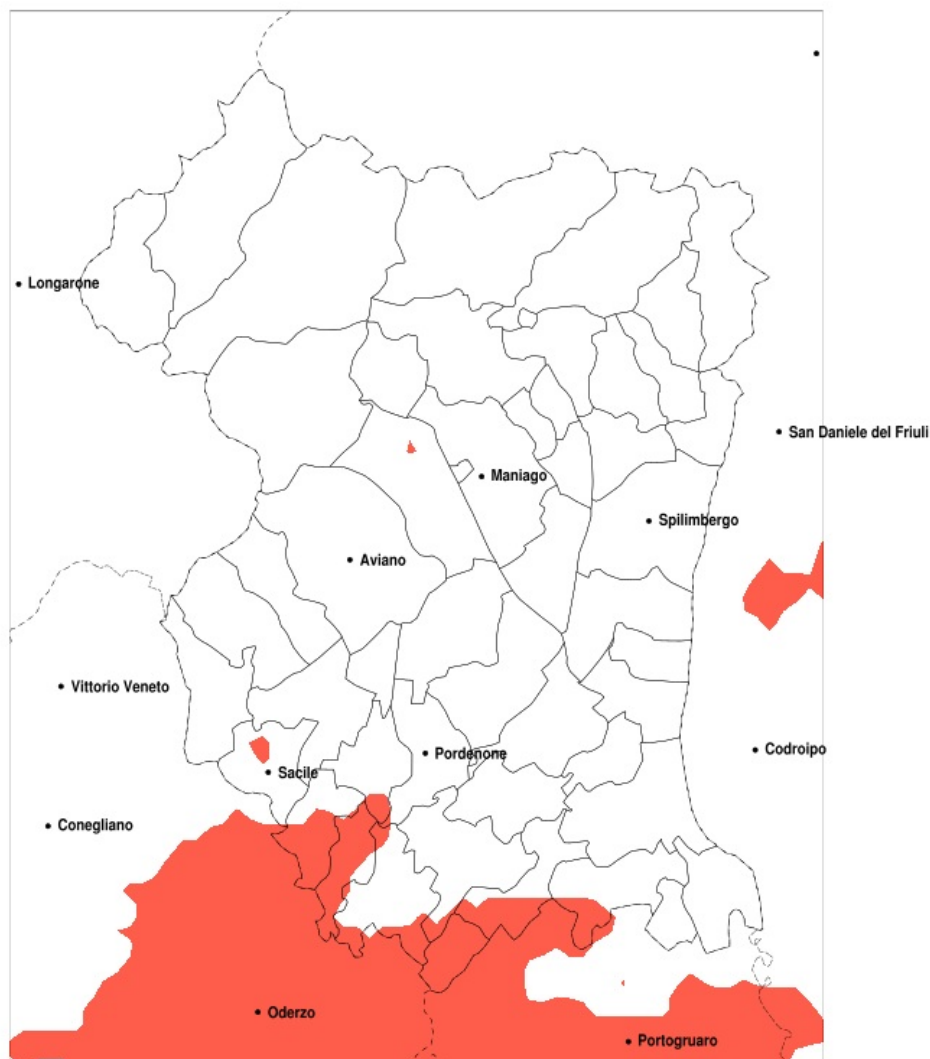 Longarone
San Daniele del Friuli
Maniago
Spilimbergo
Aviano
Vittorio Veneto
Codroipo
Pordenone
Sacile
Conegliano
Oderzo
Portogruaro